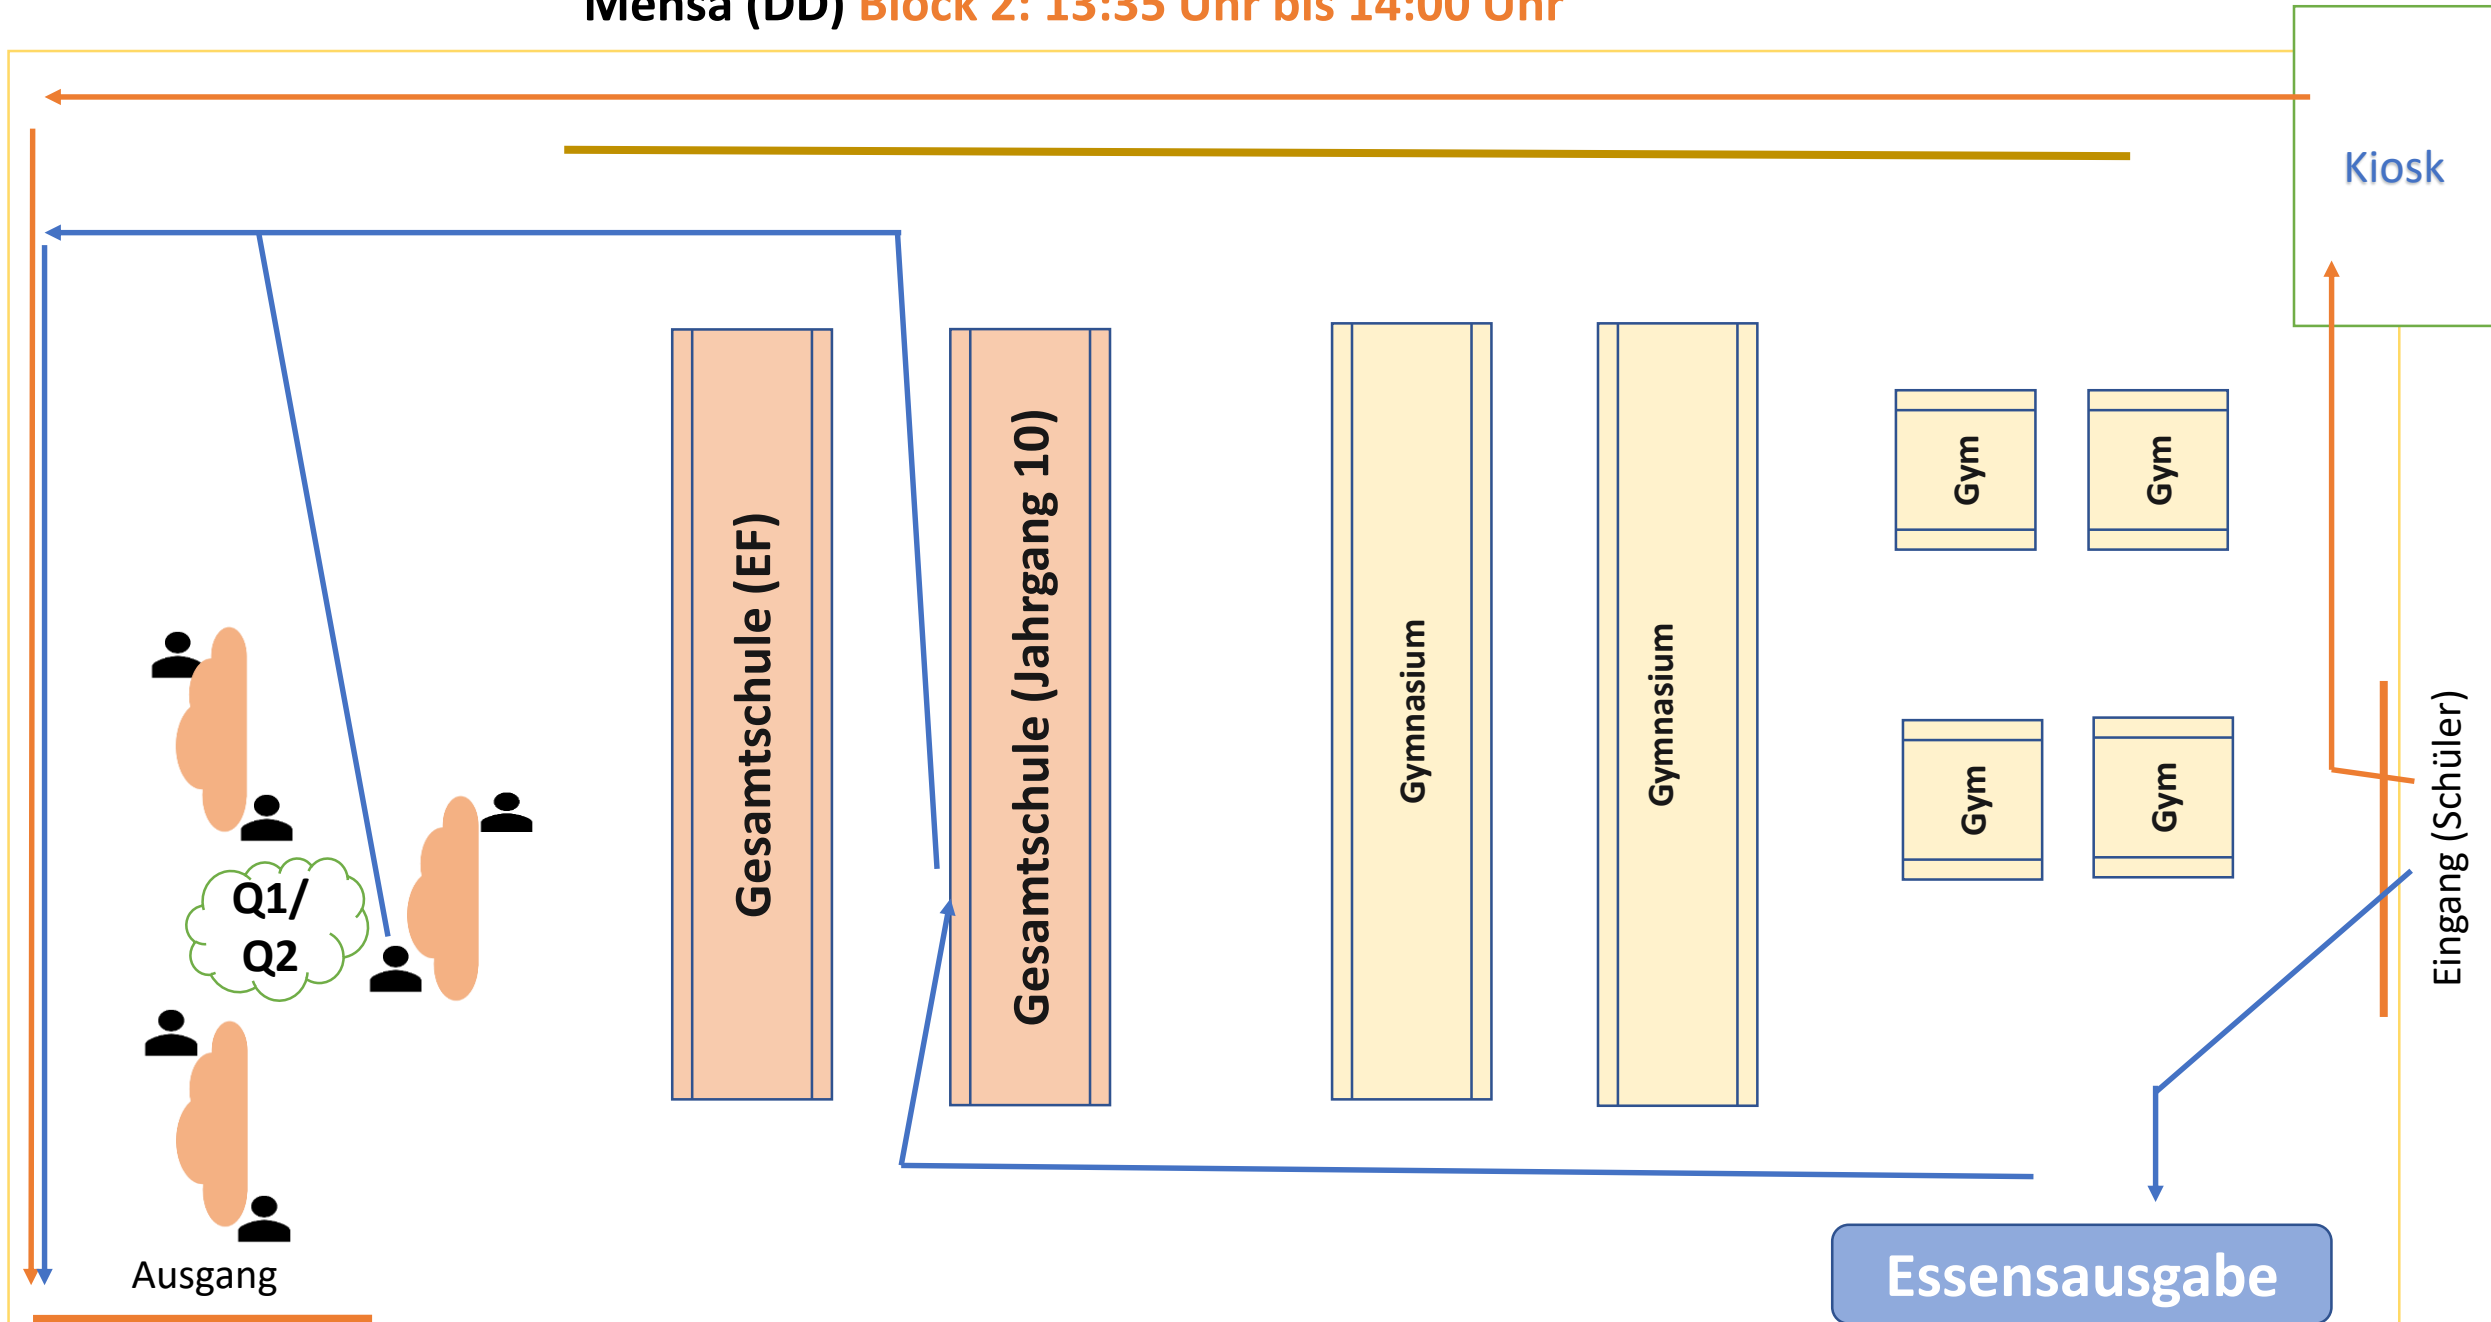 Mensa (DD) Block 2: 13:35 Uhr bis 14:00 Uhr
Kiosk
Gesamtschule (EF)
Gesamtschule (Jahrgang 10)
Gymnasium
Gymnasium
Gym
Gym
Gym
Gym
Eingang (Schüler)
Q1/
Q2
Ausgang
Essensausgabe